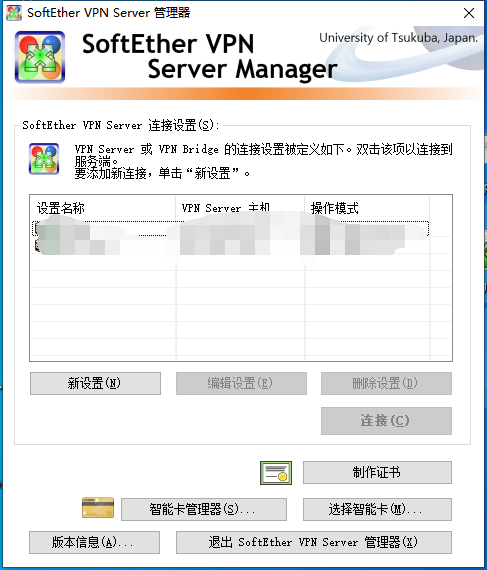 SoftEther VPN Server 管理器
SoftEther VPN
Server Manager
University of Tsukuba, Japan.
SoftEther VPN Server 连接设置(S):
VPN Server 或 VPN Bridge 的连接设置被定义如下。双击该项以连接到
服务端。
要添加新连接，单击“新设置”。
设置名称 VPN Server 主机 操作模式
新设置(N) 编辑设置(E) 删除设置(D)
连接(C)
制作证书
智能卡管理器(S)... 选择智能卡(M)...
版本信息(A)... 退出 SoftEther VPN Server 管理器(X)